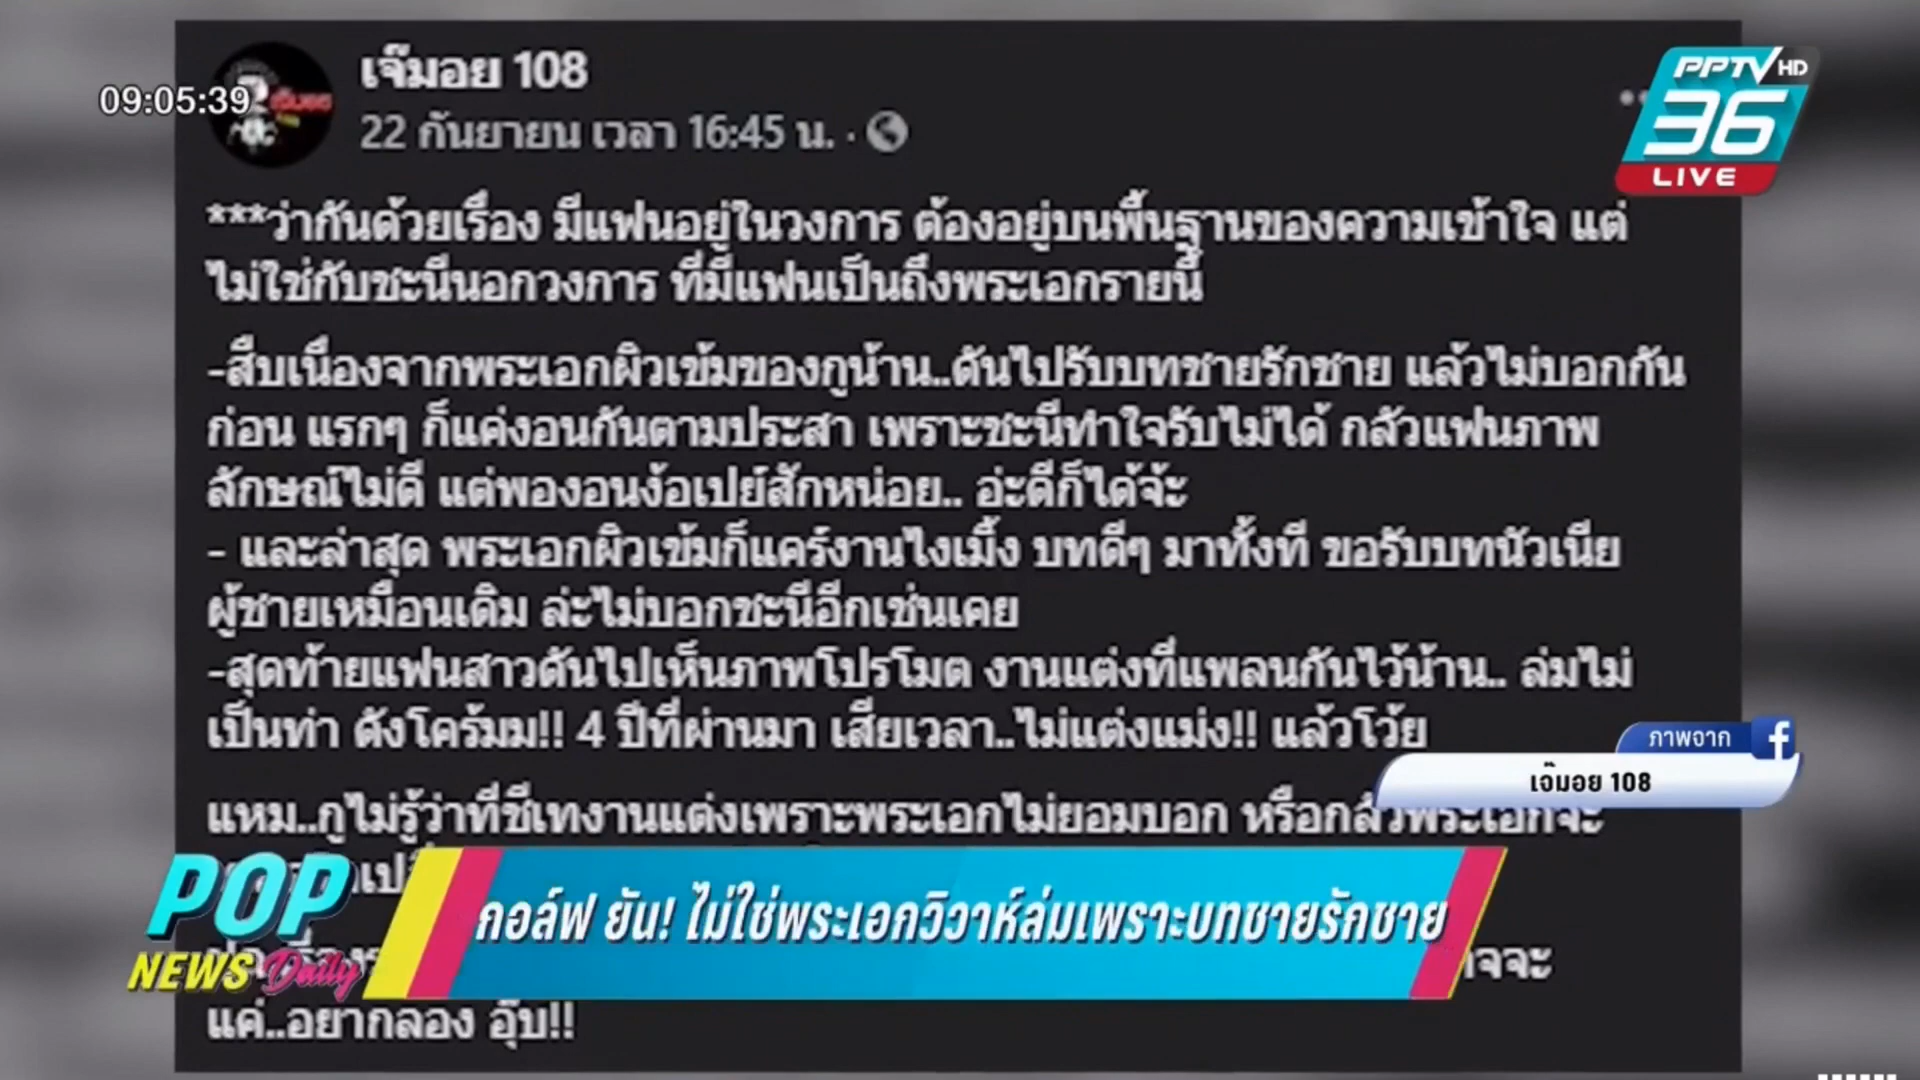 09:05:39
เจ๊มอย 108
22 กันยายน เวลา 16:45 น. ·
PPTV HD
36
LIVE
***ว่ากันด้วยเรื่อง มีแฟนอยู่ในวงการ ต้องอยู่บนพื้นฐานของความเข้าใจ แต่
ไม่ใช่กับชะนีนอกวงการ ที่มีแฟนเป็นถึงพระเอกรายนี้
-สืบเนื่องจากพระเอกผิวเข้มของกูน้าน..ดันไปรับบทชายรักชาย แล้วไม่บอกกัน
ก่อน แรกๆ ก็แค่งอนกันตามประสา เพราะชะนีทำใจรับไม่ได้ กลัวแฟนภาพ
ลักษณ์ไม่ดี แต่พองอนง้อเปย์สักหน่อย.. อ่ะดีก็ได้จ้ะ
- และล่าสุด พระเอกผิวเข้มก็แคร์งานไงเมิ้ง บทดีๆ มาทั้งที ขอรับบทนัวเนีย
ผู้ชายเหมือนเดิม ล่ะไม่บอกชะนีอีกเช่นเคย
-สุดท้ายแฟนสาวดันไปเห็นภาพโปรโมต งานแต่งที่แพลนกันไว้น้าน.. ล่มไม่
เป็นท่า ดังโคร้มม!! 4 ปีที่ผ่านมา เสียเวลา..ไม่แต่งแม่ง!! แล้วโว้ย
ภาพจาก f
เจ๊มอย 108
แหม..กูไม่รู้ว่าที่ชีเทงานแต่งเพราะพระเอกไม่ยอมบอก หรือกลัวพระเอกจะ
POP
NEWS Daily
กอล์ฟ ยัน! ไม่ใช่พระเอกวิวาห์ล่มเพราะบทชายรักชาย
แค่..อยากลอง อุ๊บ!!